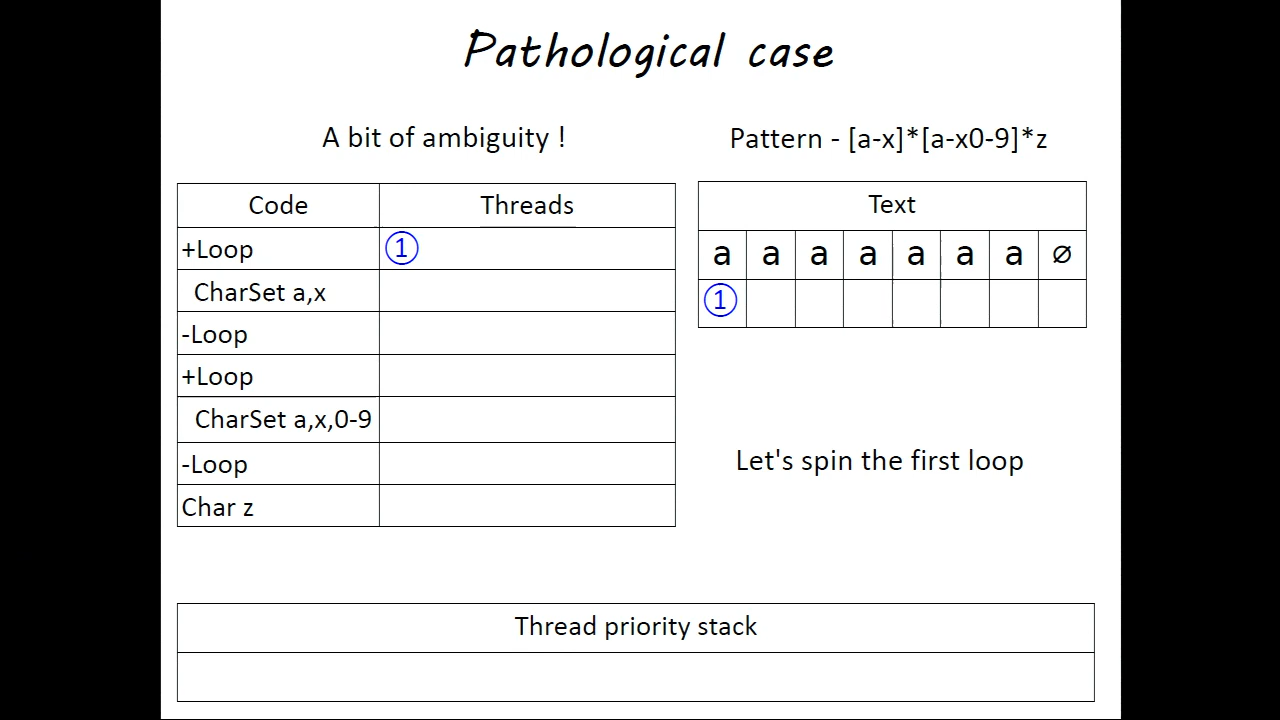 Pathological case
A bit of ambiguity !
Pattern - [a-x]*[a-x0-9]*z
Code Threads
+Loop ①
CharSet a,x
-Loop
+Loop
CharSet a,x,0-9
-Loop
Char z
Text
a a a a a a a ∅
①
Let's spin the first loop
Thread priority stack